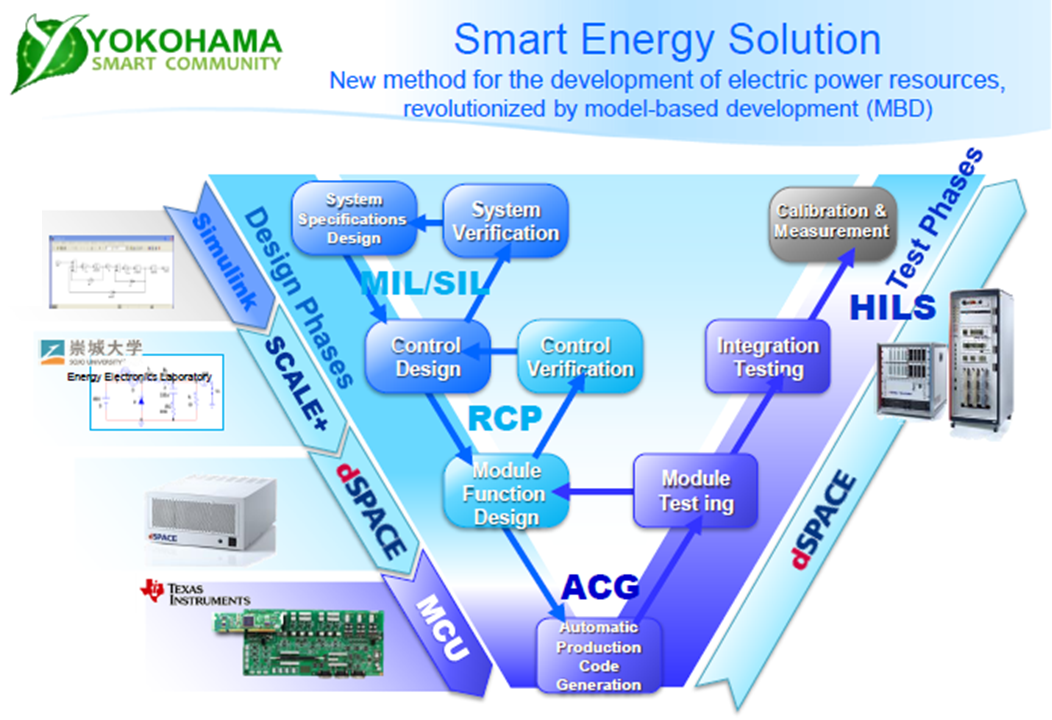 YOKOHAMA
SMART COMMUNITY
Smart Energy Solution
New method for the development of electric power resources,
revolutionized by model-based development (MBD)
Simulink
SCALE+
dSPACE
MCU
Design Phases
System
Specifications
Design
System
Verification
MIL/SIL
Control
Design
Control
Verification
RCP
Module
Function
Design
Module
Test ing
ACG
Automatic
Production
Code
Generation
Integration
Testing
Calibration &
Measurement
HILS
Test Phases
dSPACE
崇城大学
SOJO UNIVERSITY
Energy Electronics Laboratory
dSPACE
TEXAS
INSTRUMENTS